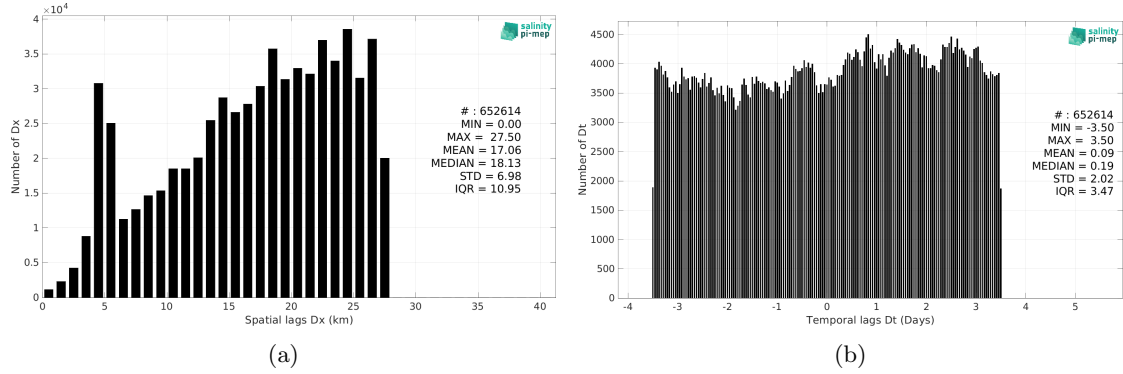 ×10⁴
4
3.5
3
2.5
2
1.5
1
0.5
0
Number of Dx
0 5 10 15 20 25 30 35 40
Spatial lags Dx (km)
salinity
pi-mep
# : 652614
MIN = 0.00
MAX = 27.50
MEAN = 17.06
MEDIAN = 18.13
STD = 6.98
IQR = 10.95
(a)
4500
4000
3500
3000
2500
2000
1500
1000
500
0
Number of Dt
-4 -3 -2 -1 0 1 2 3 4 5
Temporal lags Dt (Days)
salinity
pi-mep
# : 652614
MIN = -3.50
MAX = 3.50
MEAN = 0.09
MEDIAN = 0.19
STD = 2.02
IQR = 3.47
(b)